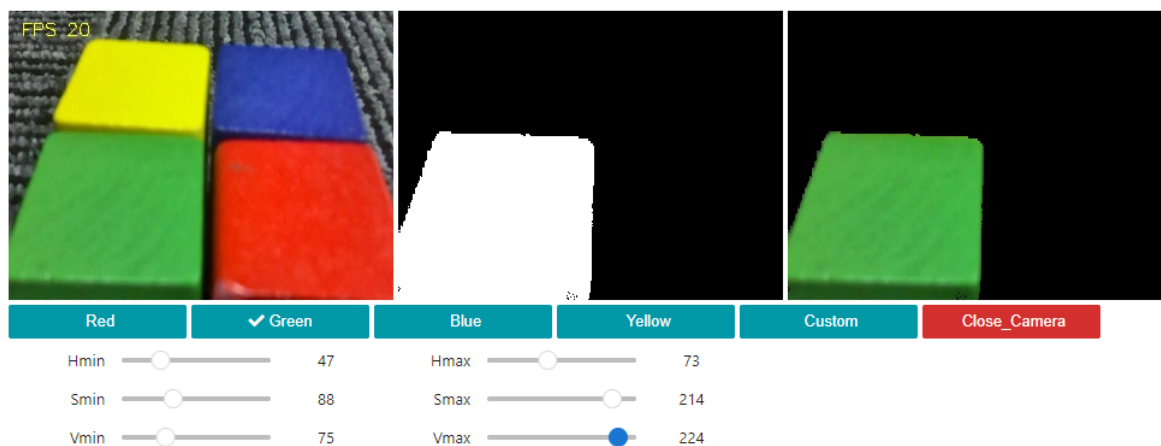 FPS 20
Red ✔ Green Blue Yellow Custom Close_Camera
Hmin 47 Hmax 73
Smin 88 Smax 214
Vmin 75 Vmax 224